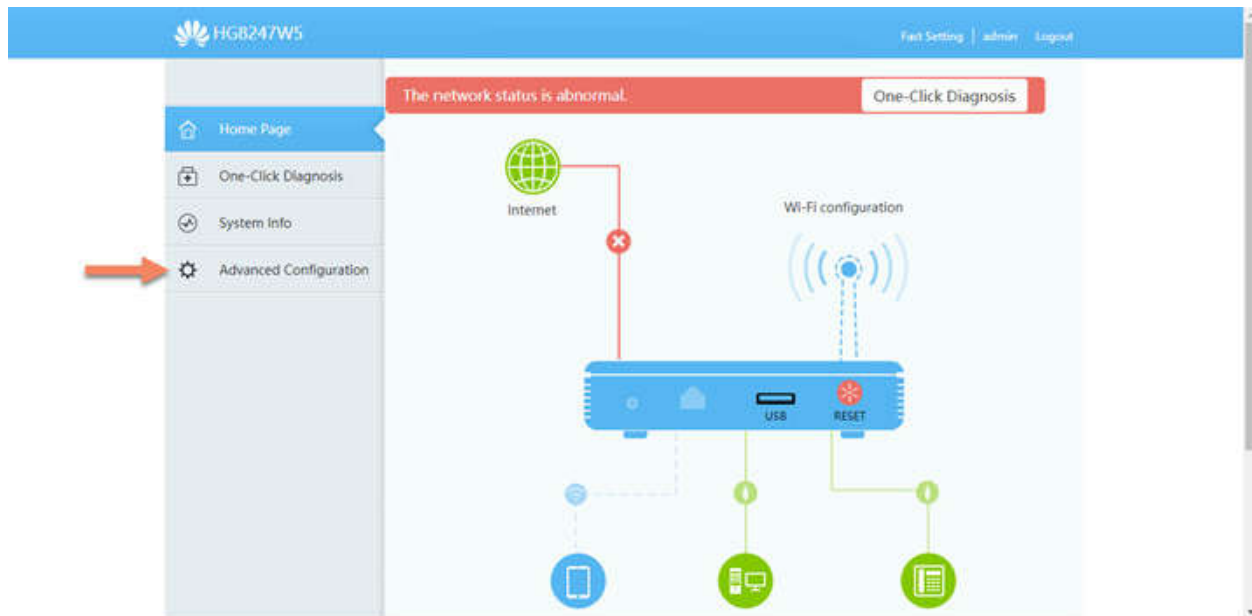 HG8247W5
Fast Setting | admin Logout
The network status is abnormal.
One-Click Diagnosis
Home Page
One-Click Diagnosis
System Info
Advanced Configuration
Internet
Wi-Fi configuration
USB
RESET